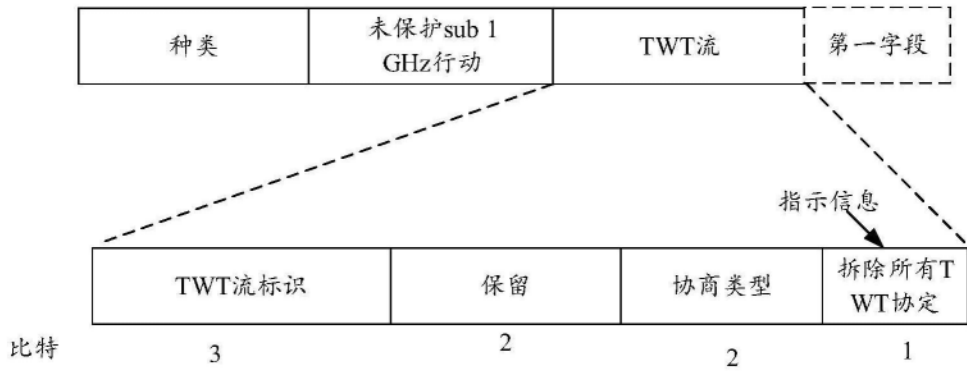 种类
未保护sub 1
GHz行动
TWT流
第一字段
指示信息
TWT流标识
保留
协商类型
拆除所有T
WT协定
比特
3
2
2
1